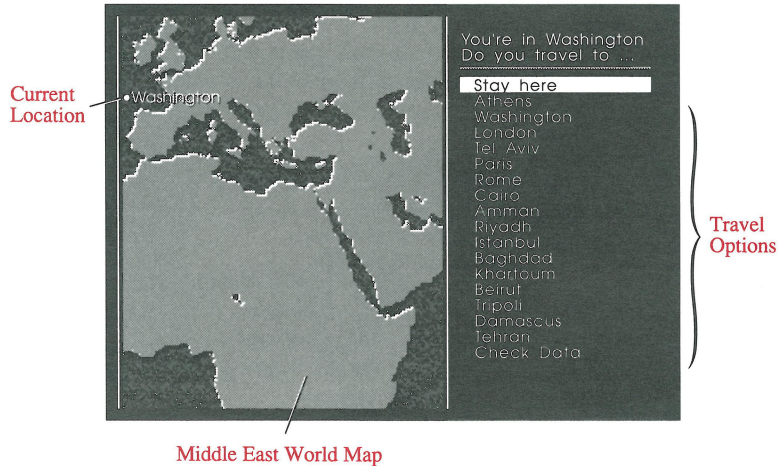 Current
Location
Washington
You're in Washington
Do you travel to ...
Stay here
Athens
Washington
London
Tel Aviv
Paris
Rome
Cairo
Amman
Riyadh
Istanbul
Baghdad
Khartoum
Beirut
Tripoli
Damascus
Tehran
Check Data
Travel
Options
Middle East World Map